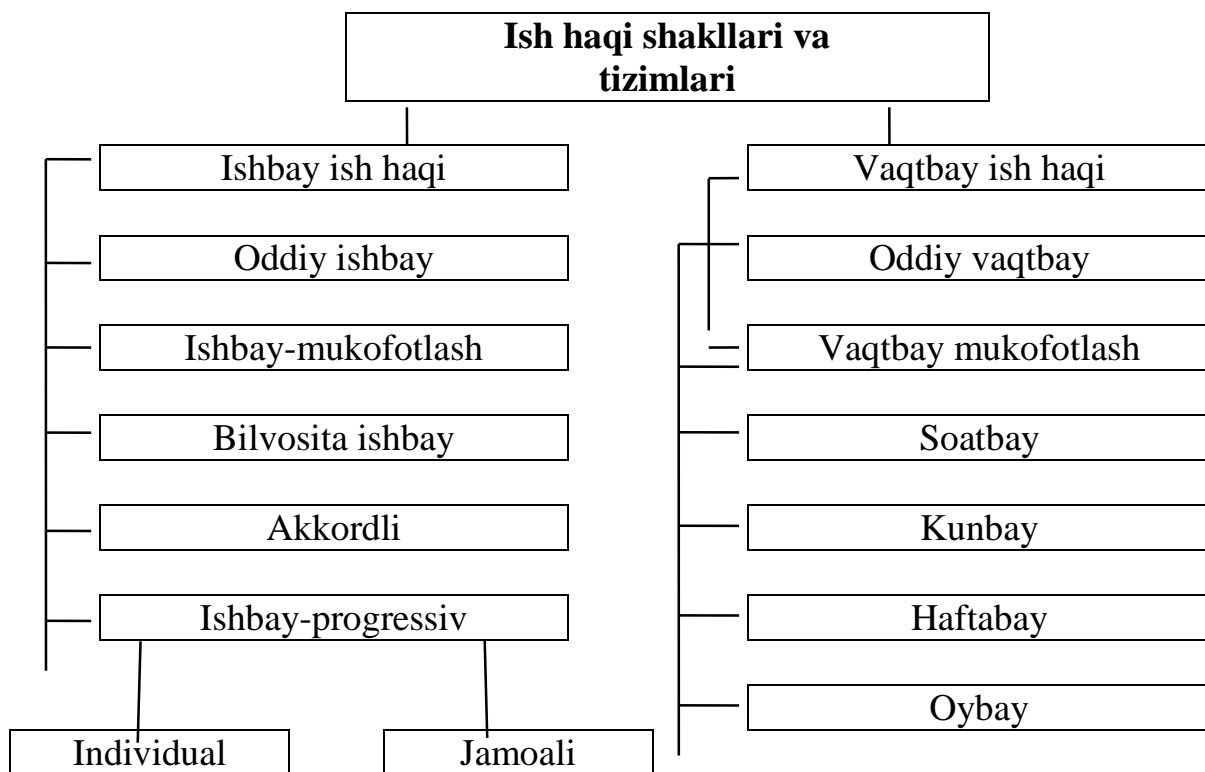 Ish haqi shakllari va
tizimlari
Ishbay ish haqi
Vaqtbay ish haqi
Oddiy ishbay
Oddiy vaqtbay
Ishbay-mukofotlash
Vaqtbay mukofotlash
Bilvosita ishbay
Soatbay
Akkordli
Kunbay
Ishbay-progressiv
Haftabay
Oybay
Individual
Jamoali